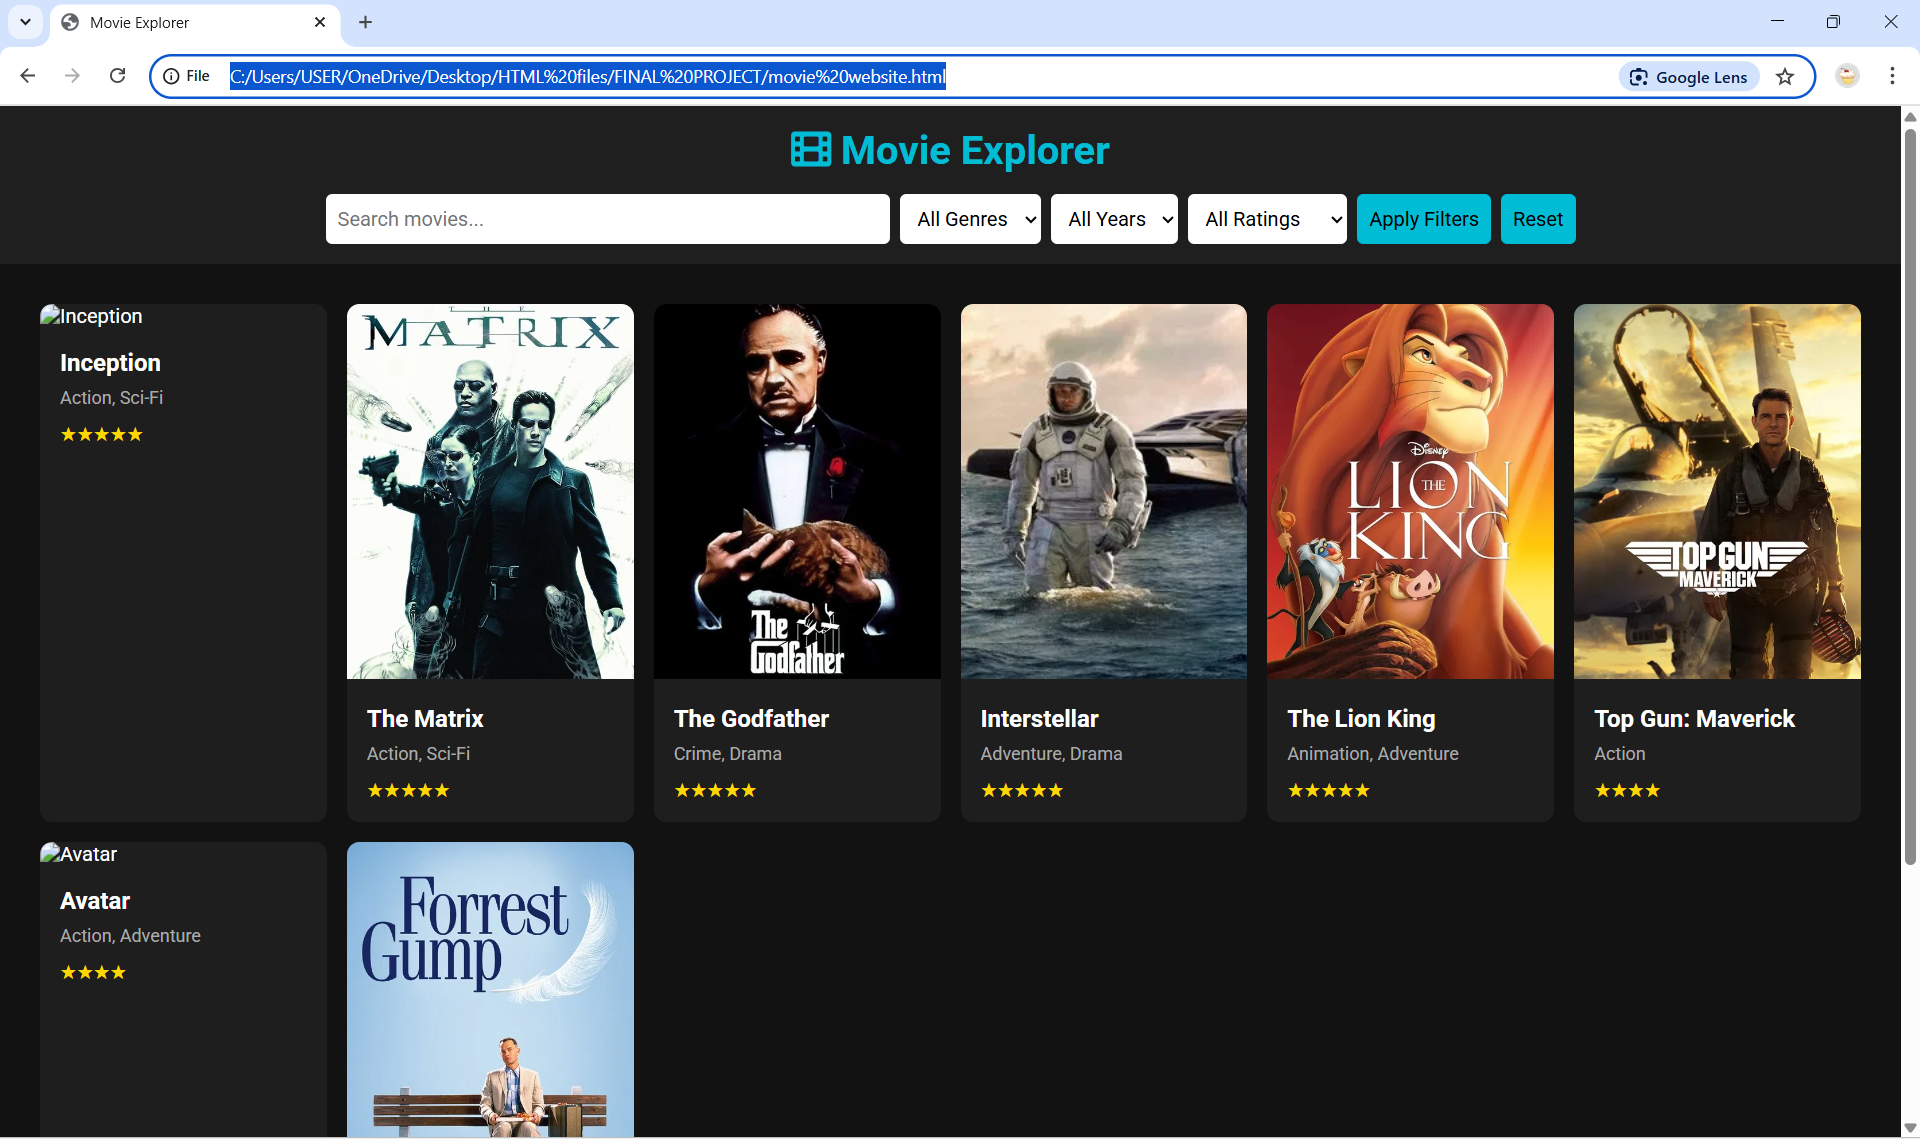 Movie Explorer
File
C:/Users/USER/OneDrive/Desktop/HTML%20files/FINAL%20PROJECT/movie%20website.html
Google Lens
Movie Explorer
Search movies...
All Genres
All Years
All Ratings
Apply Filters
Reset
Inception
Inception
Action, Sci-Fi
★★★★★
THE
MATRIX
The Matrix
Action, Sci-Fi
★★★★★
The
Godfather
The Godfather
Crime, Drama
★★★★★
Interstellar
Adventure, Drama
★★★★★
Disney
THE
LION
KING
The Lion King
Animation, Adventure
★★★★★
TOP GUN
MAVERICK
Top Gun: Maverick
Action
★★★★
Avatar
Avatar
Action, Adventure
★★★★
Forrest
Gump